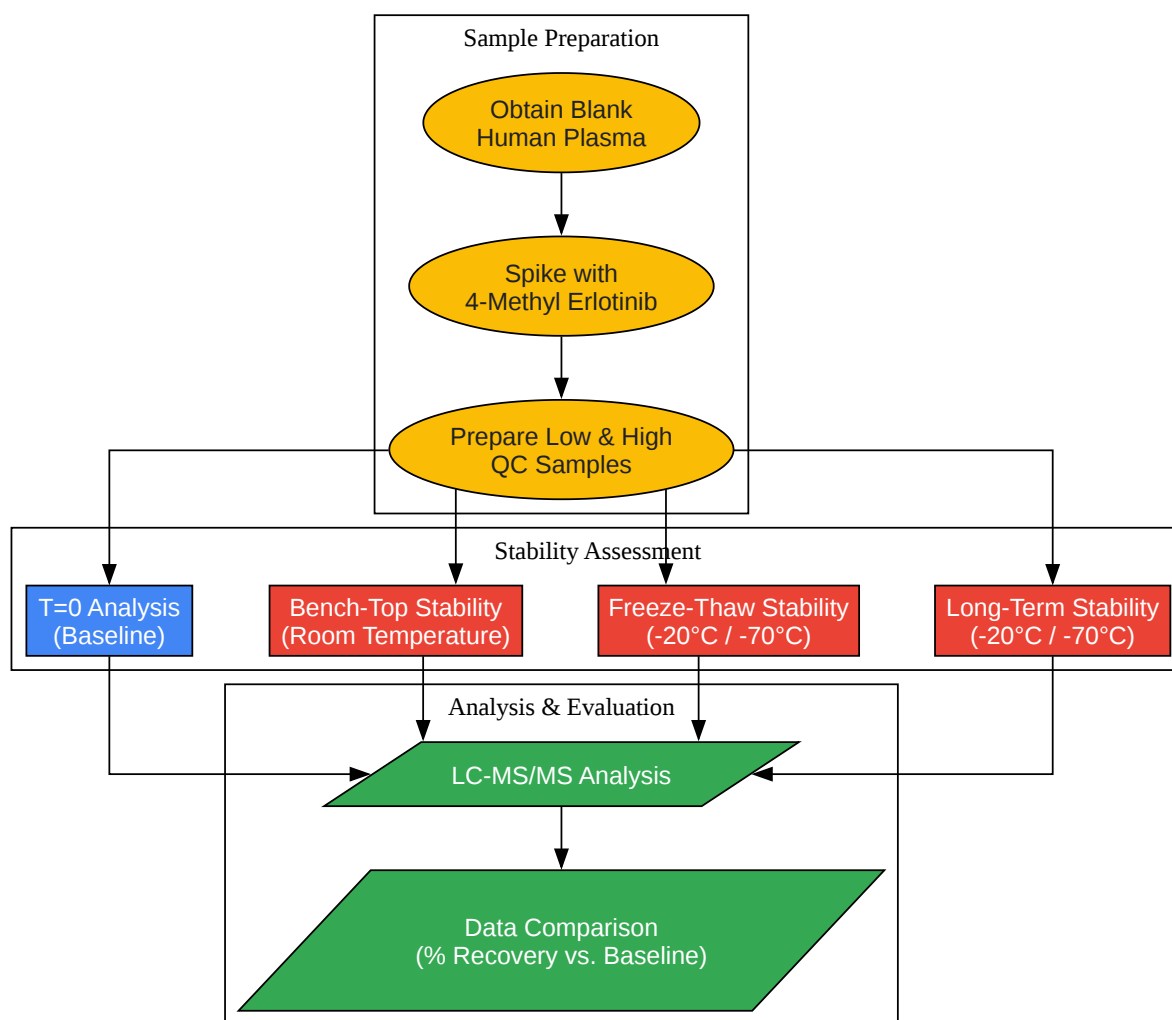 Sample Preparation
Obtain Blank
Human Plasma
Spike with
4-Methyl Erlotinib
Prepare Low & High
QC Samples
Stability Assessment
T=0 Analysis
(Baseline)
Bench-Top Stability
(Room Temperature)
Freeze-Thaw Stability
(-20°C / -70°C)
Long-Term Stability
(-20°C / -70°C)
Analysis & Evaluation
LC-MS/MS Analysis
Data Comparison
(% Recovery vs. Baseline)